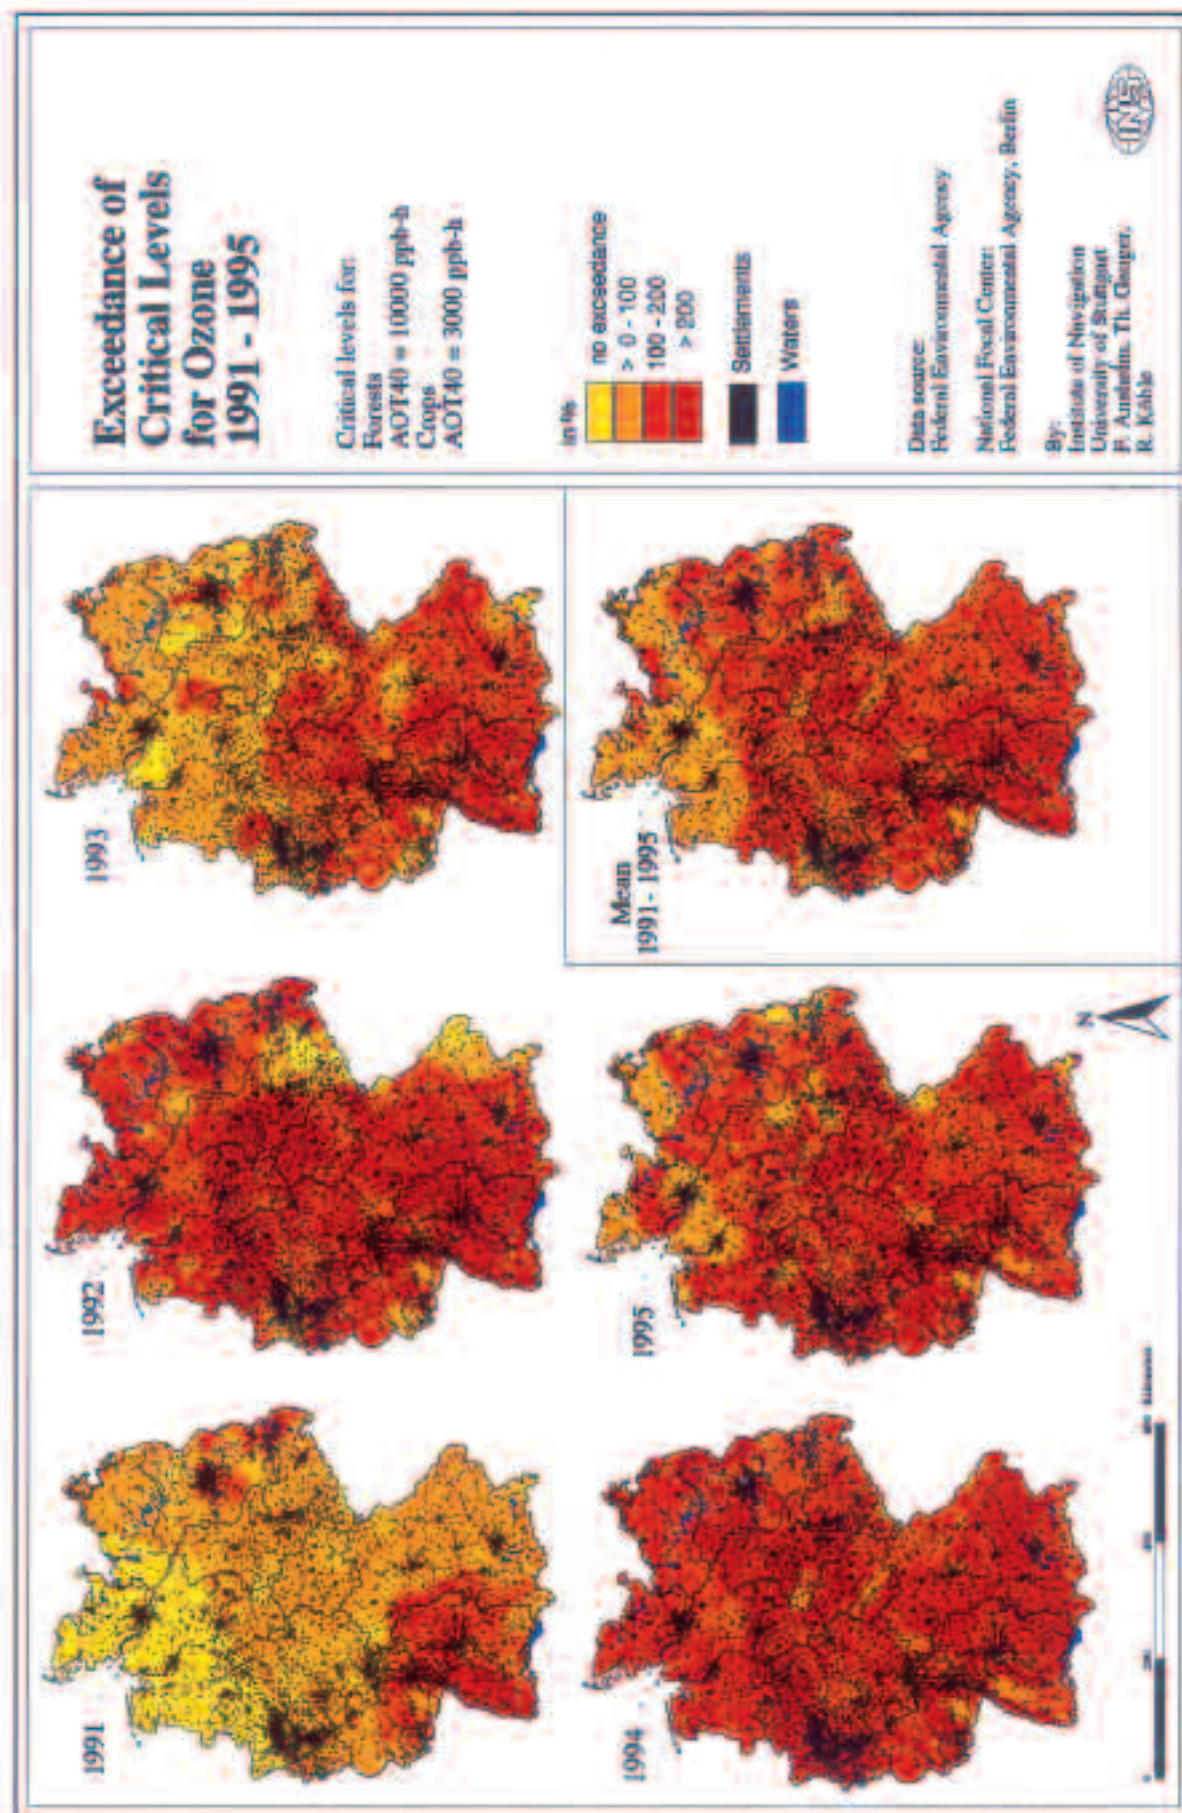 Exceedance of
Critical Levels
for Ozone
1991 - 1995
Critical levels for:
Forests
AOT40 = 10000 ppb-h
Crops
AOT40 = 3000 ppb-h
in %
no exceedance
> 0 - 100
100 - 200
> 200
Settlements
Waters
Data source:
Federal Environmental Agency
National Focal Center:
Federal Environmental Agency, Berlin
By:
Institute of Navigation
University of Stuttgart
Th. Gauger,
R. Köble
INS
1991
1992
1993
1994
1995
Mean
1991 - 1995
N